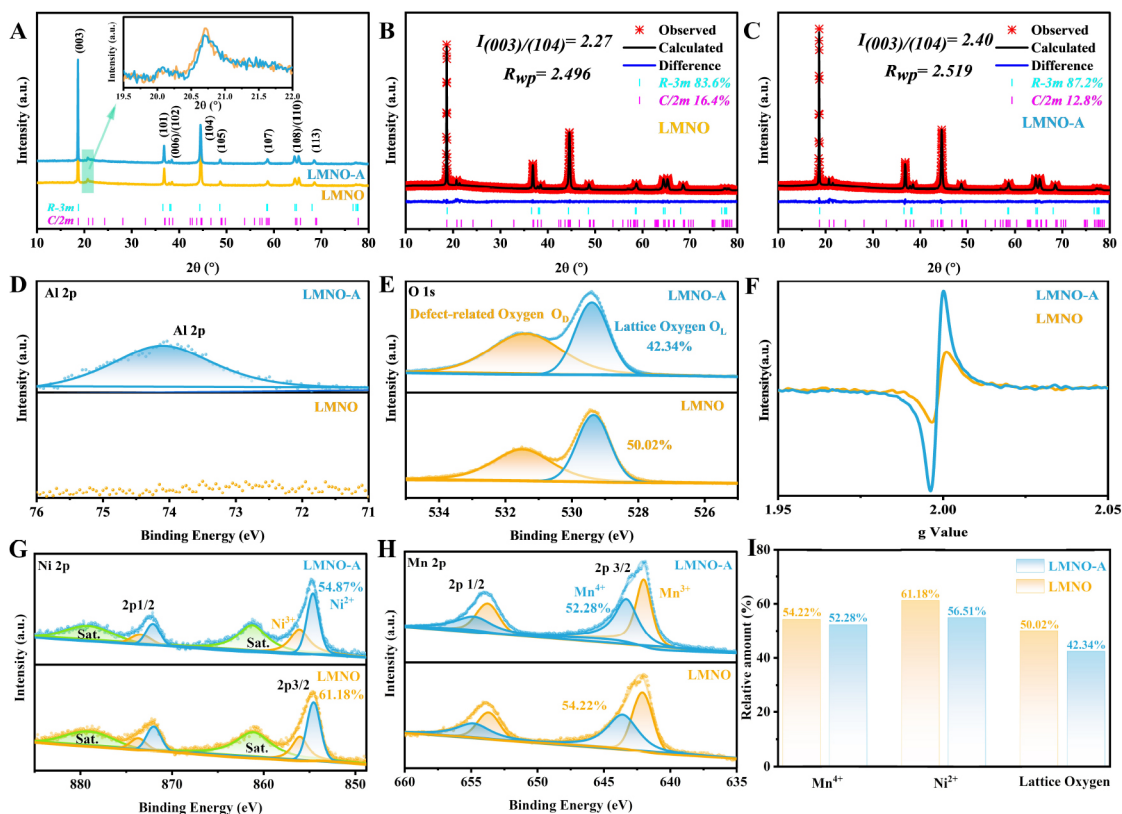 A
(003)
Intensity (a.u.)
19.5 20.0 20.5 21.0 21.5 22.0
2θ (°)
(101)
(006)/(102)
(104)
(105)
(107)
(108)/(110)
(113)
LMNO-A
LMNO
R-3m
C/2m
10 20 30 40 50 60 70 80
2θ (°)
Intensity (a.u.)
B
I(003)/(104)= 2.27
Rwp= 2.496
Observed
Calculated
Difference
R-3m 83.6%
C/2m 16.4%
LMNO
10 20 30 40 50 60 70 80
2θ (°)
Intensity (a.u.)
C
I(003)/(104)= 2.40
Rwp= 2.519
Observed
Calculated
Difference
R-3m 87.2%
C/2m 12.8%
LMNO-A
10 20 30 40 50 60 70 80
2θ (°)
Intensity (a.u.)
D
Al 2p
LMNO-A
Al 2p
LMNO
76 75 74 73 72 71
Binding Energy (eV)
Intensity (a.u.)
E
O 1s
LMNO-A
Defect-related Oxygen OD
Lattice Oxygen OL
42.34%
LMNO
50.02%
534 532 530 528 526
Binding Energy (eV)
Intensity (a.u.)
F
LMNO-A
LMNO
1.95 2.00 2.05
g Value
Intensity(a.u.)
G
Ni 2p
LMNO-A
54.87%
Ni2+
2p1/2
Ni3+
Sat.
Sat.
LMNO
61.18%
2p3/2
Sat.
Sat.
880 870 860 850
Binding Energy (eV)
Intensity (a.u.)
H
Mn 2p
2p 3/2
LMNO-A
2p 1/2
Mn4+
52.28%
Mn3+
LMNO
54.22%
660 655 650 645 640 635
Binding Energy (eV)
Intensity (a.u.)
I
80
60
40
20
0
LMNO-A
LMNO
54.22% 52.28%
61.18% 56.51%
50.02% 42.34%
Mn4+ Ni2+ Lattice Oxygen
Relative amount (%)